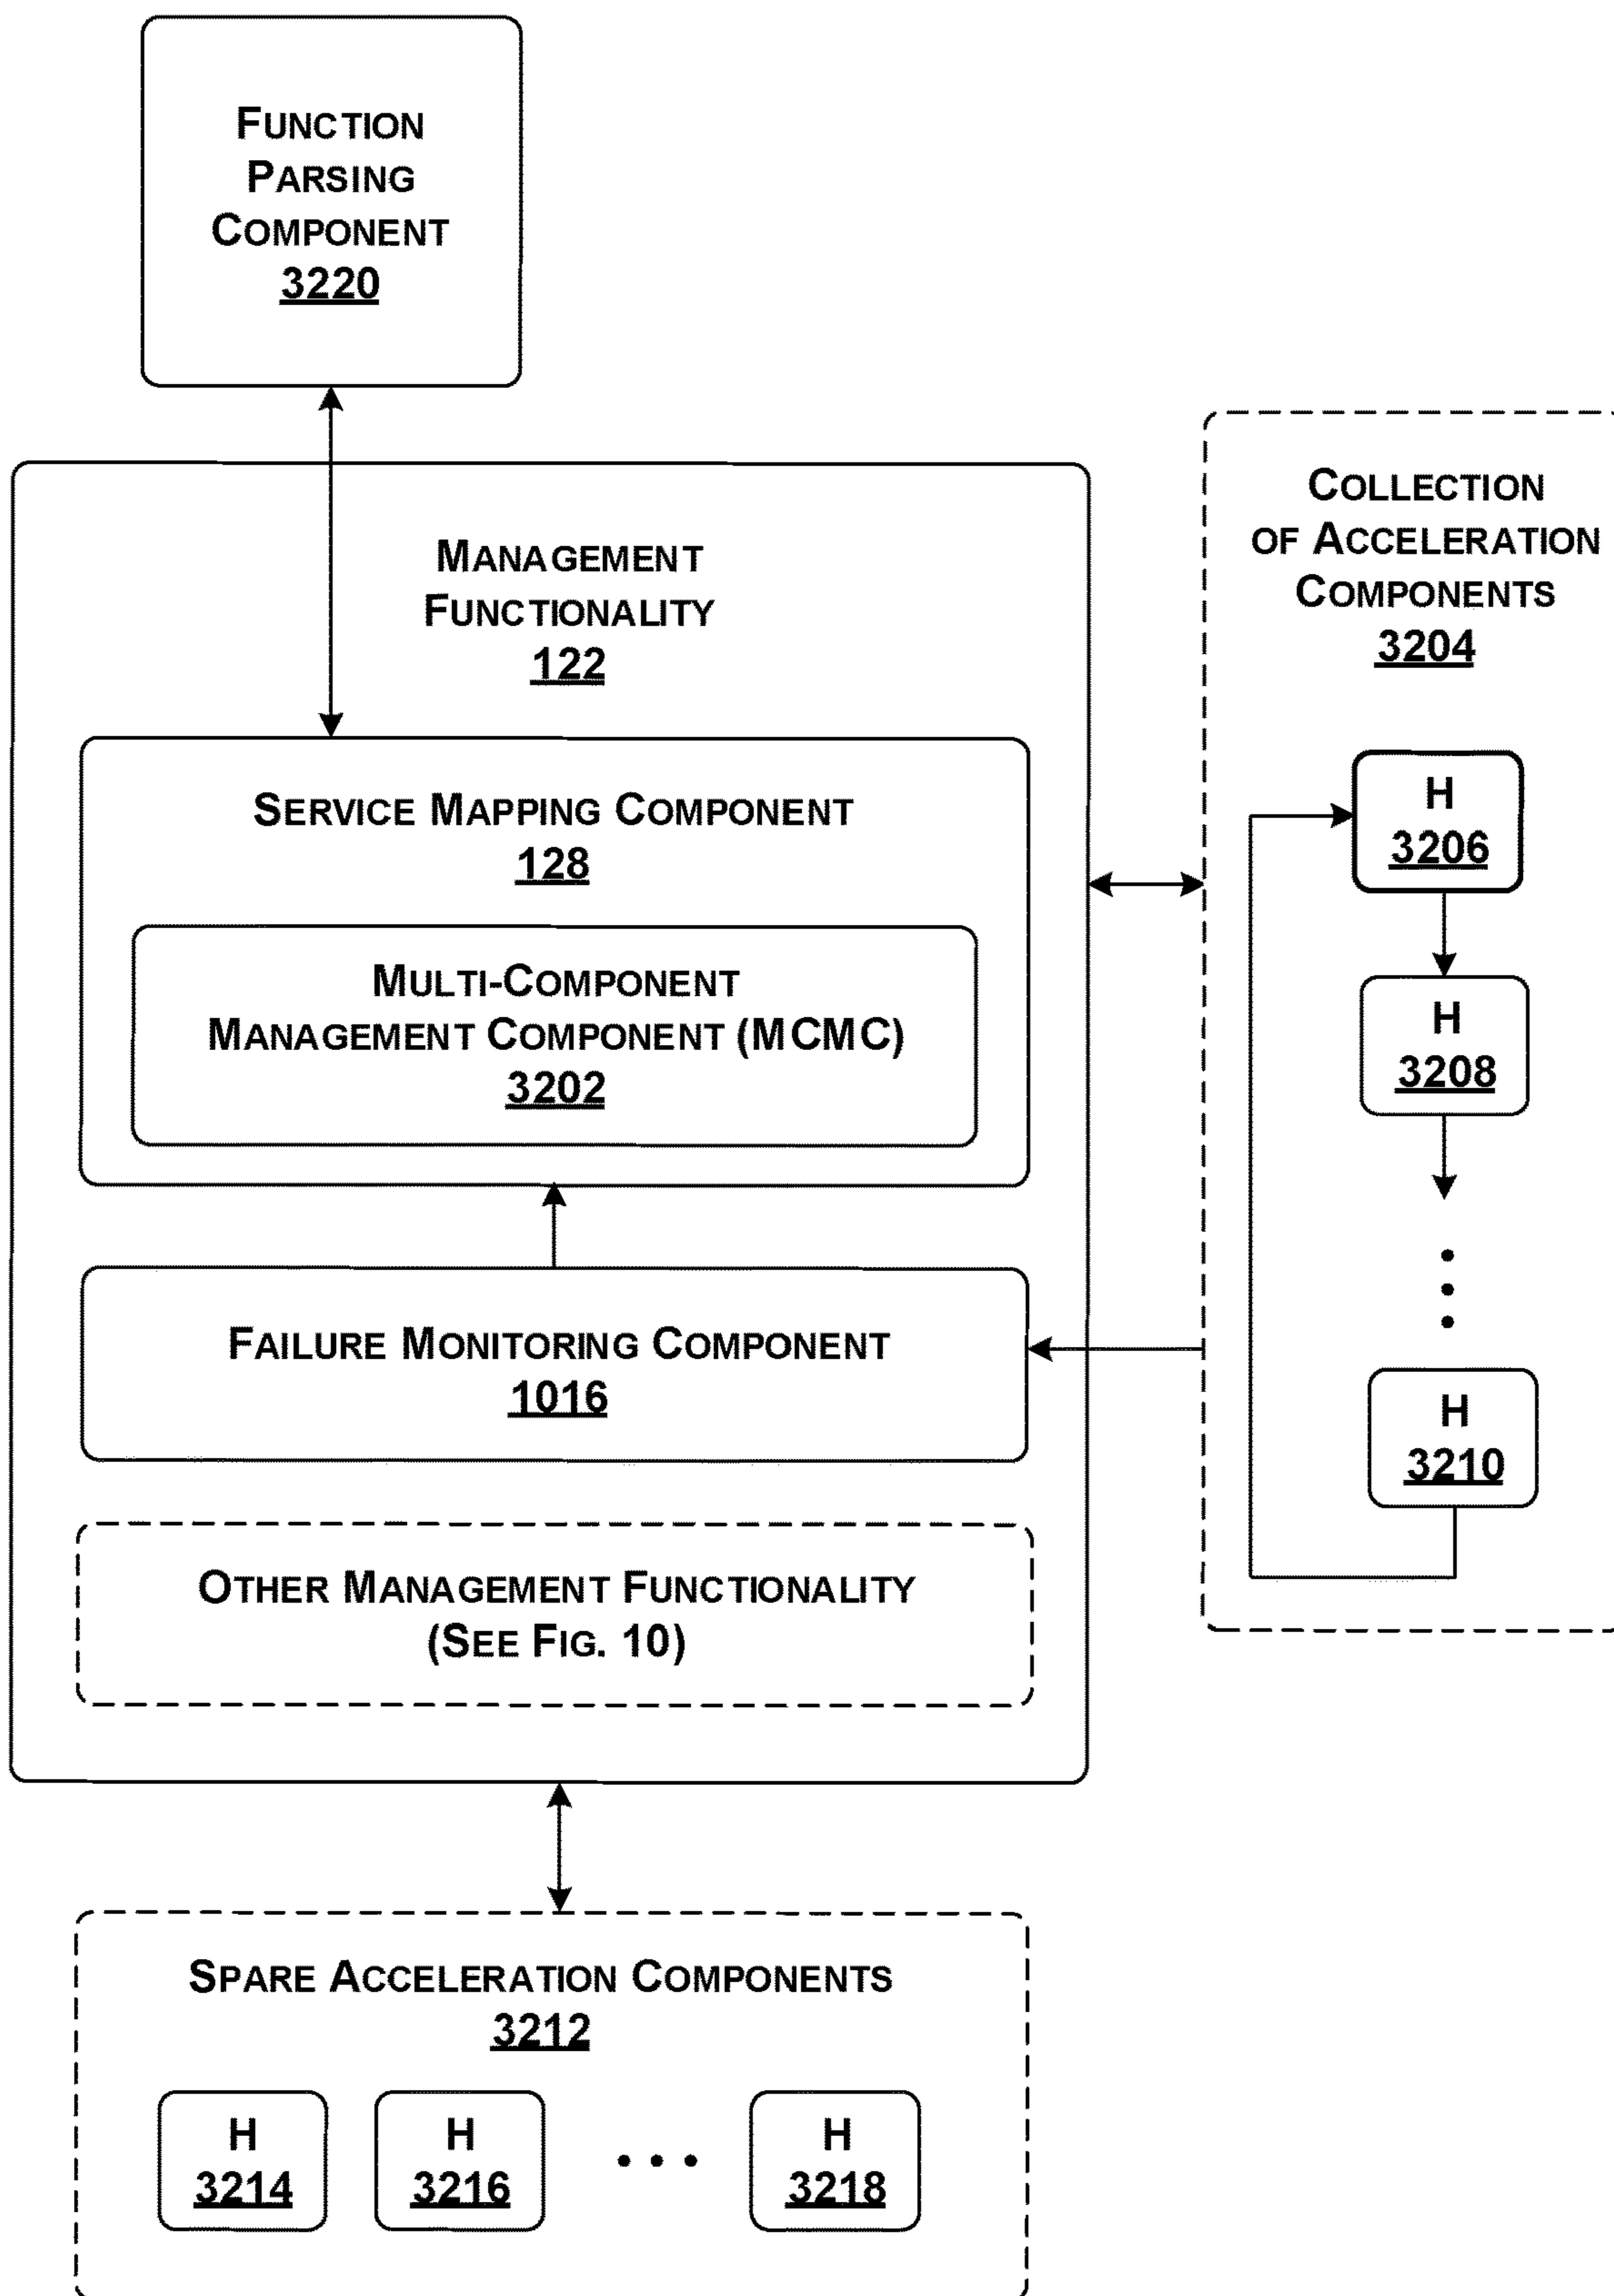 FUNCTION
PARSING
COMPONENT
3220
MANAGEMENT
FUNCTIONALITY
122
SERVICE MAPPING COMPONENT
128
MULTI-COMPONENT
MANAGEMENT COMPONENT (MCMC)
3202
FAILURE MONITORING COMPONENT
1016
OTHER MANAGEMENT FUNCTIONALITY
(SEE FIG. 10)
COLLECTION
OF ACCELERATION
COMPONENTS
3204
H
3206
H
3208
H
3210
SPARE ACCELERATION COMPONENTS
3212
H
3214
H
3216
H
3218